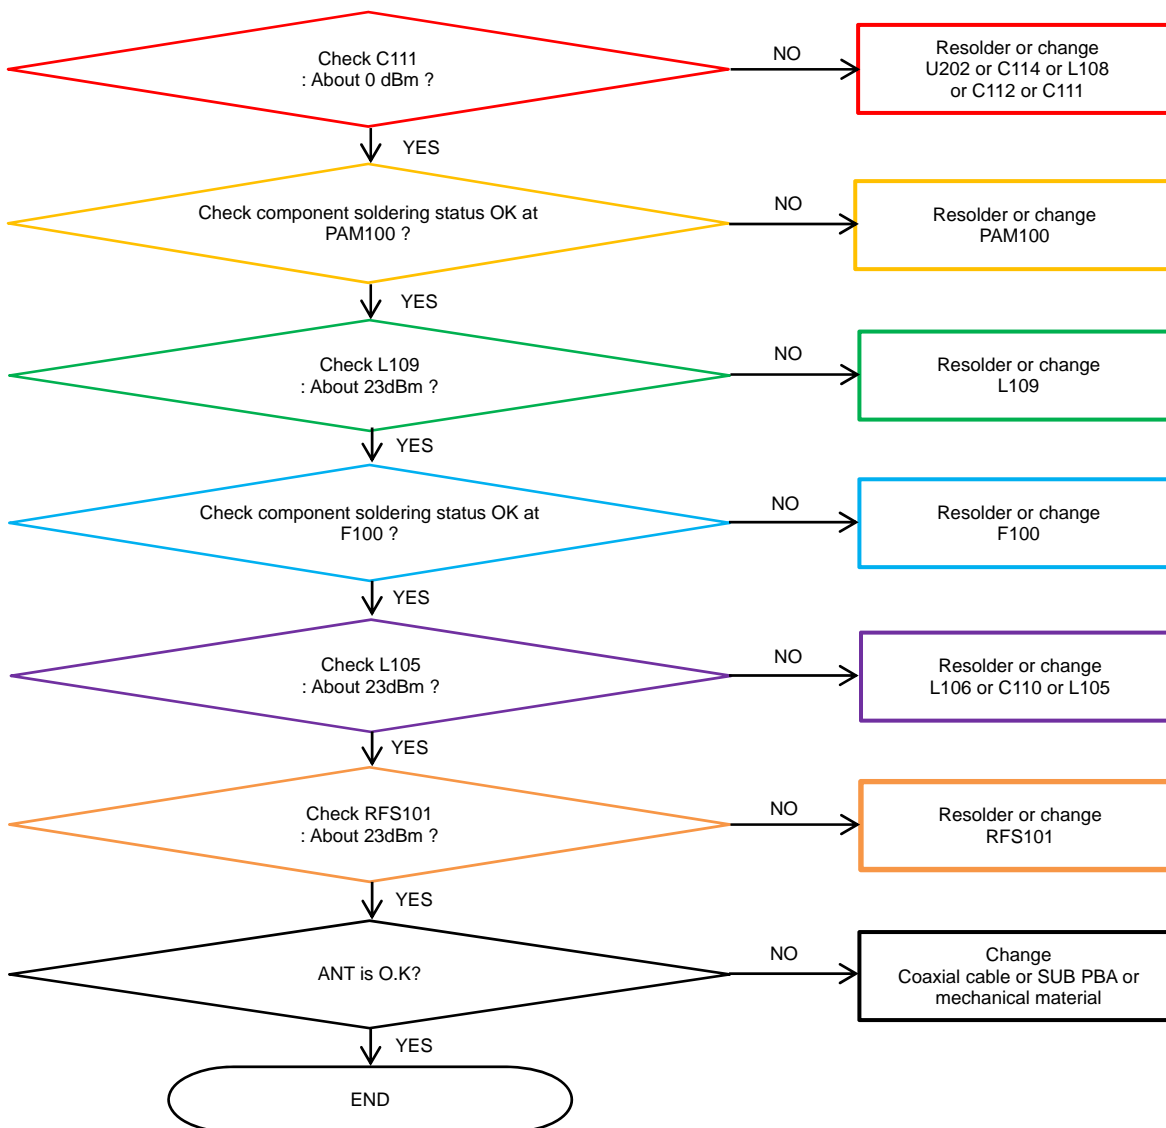 Check C111
: About 0 dBm ?
NO
Resolder or change
U202 or C114 or L108
or C112 or C111
YES
Check component soldering status OK at
PAM100 ?
NO
Resolder or change
PAM100
YES
Check L109
: About 23dBm ?
NO
Resolder or change
L109
YES
Check component soldering status OK at
F100 ?
NO
Resolder or change
F100
YES
Check L105
: About 23dBm ?
NO
Resolder or change
L106 or C110 or L105
YES
Check RFS101
: About 23dBm ?
NO
Resolder or change
RFS101
YES
ANT is O.K?
NO
Change
Coaxial cable or SUB PBA or
mechanical material
YES
END